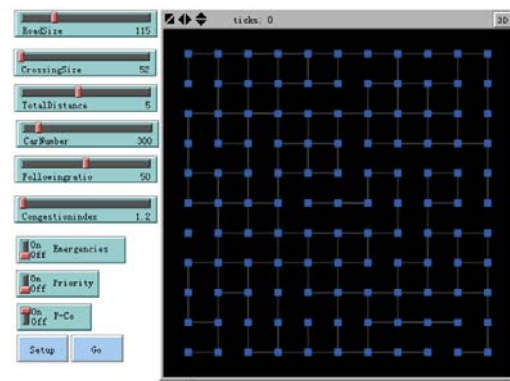 ticks: 0
3D
RoadSize 115
CrossingSize 52
TotalDistance 5
CarNumber 300
Followingratio 50
Congestionindex 1.2
On
Off Emergencies
On
Off Priority
On
Off P-Co
Setup Go